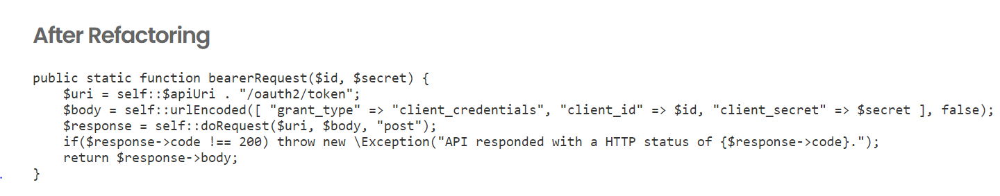 After Refactoring
public static function bearerRequest($id, $secret) {
    $uri = self::$apiUri . "/oauth2/token";
    $body = self::urlEncoded([ "grant_type" => "client_credentials", "client_id" => $id, "client_secret" => $secret ], false);
    $response = self::doRequest($uri, $body, "post");
    if($response->code !== 200) throw new \Exception("API responded with a HTTP status of {$response->code}.");
    return $response->body;
}